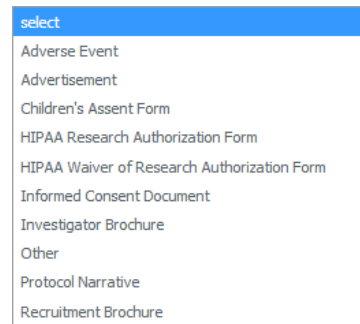 select
Adverse Event
Advertisement
Children's Assent Form
HIPAA Research Authorization Form
HIPAA Waiver of Research Authorization Form
Informed Consent Document
Investigator Brochure
Other
Protocol Narrative
Recruitment Brochure